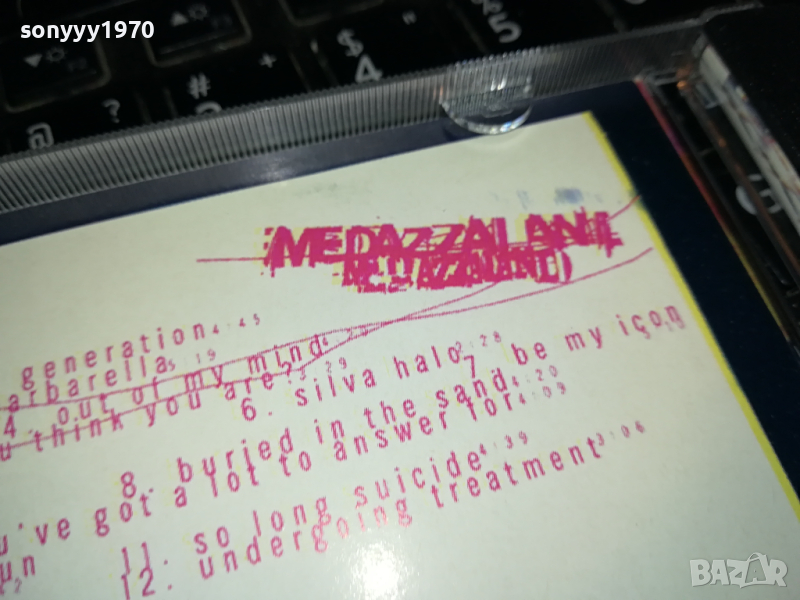 sonyyy1970
@ ? # $ 4 5
MEDAZZALAND
generation 4:45
arbarella 5 19
4. out of my mind
u think you are?
6. silva halo 2:28
7. be my icon
8. buried in the sand 4:20
u've got a lot to answer for 4:09
11. so long suicide 4:39
12. undergoing treatment 3:06
BAZAR